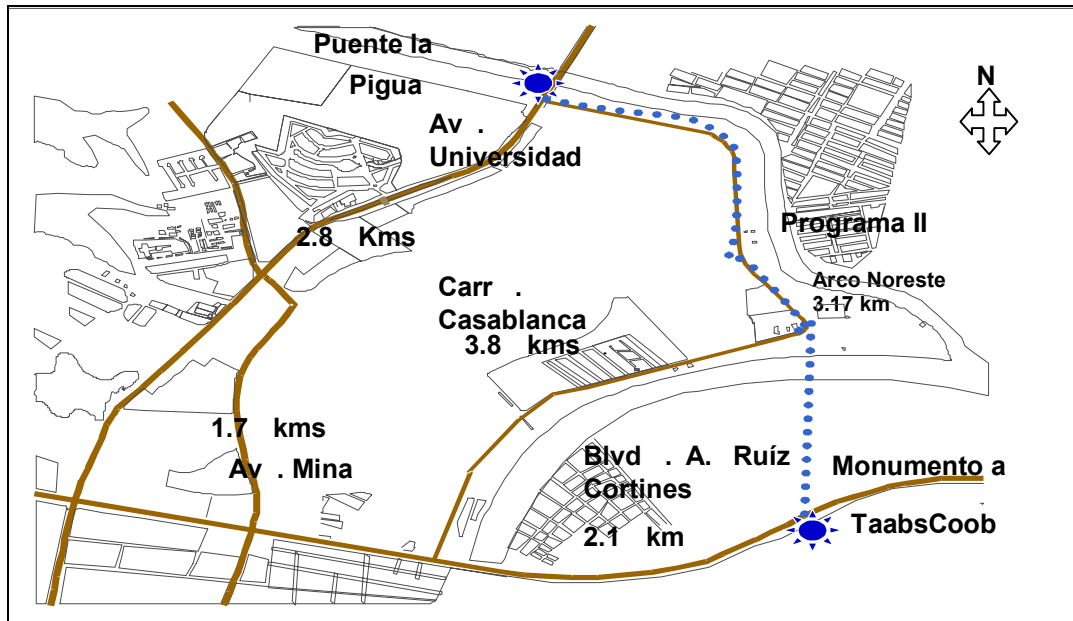 Puente la
Pigua
N
Av .
Universidad
Programa II
2.8 Kms
Arco Noreste
3.17 km
Carr .
Casablanca
3.8 kms
1.7 kms
Av . Mina
Blvd . A. Ruíz
Cortines
2.1 km
Monumento a
TaabsCoob